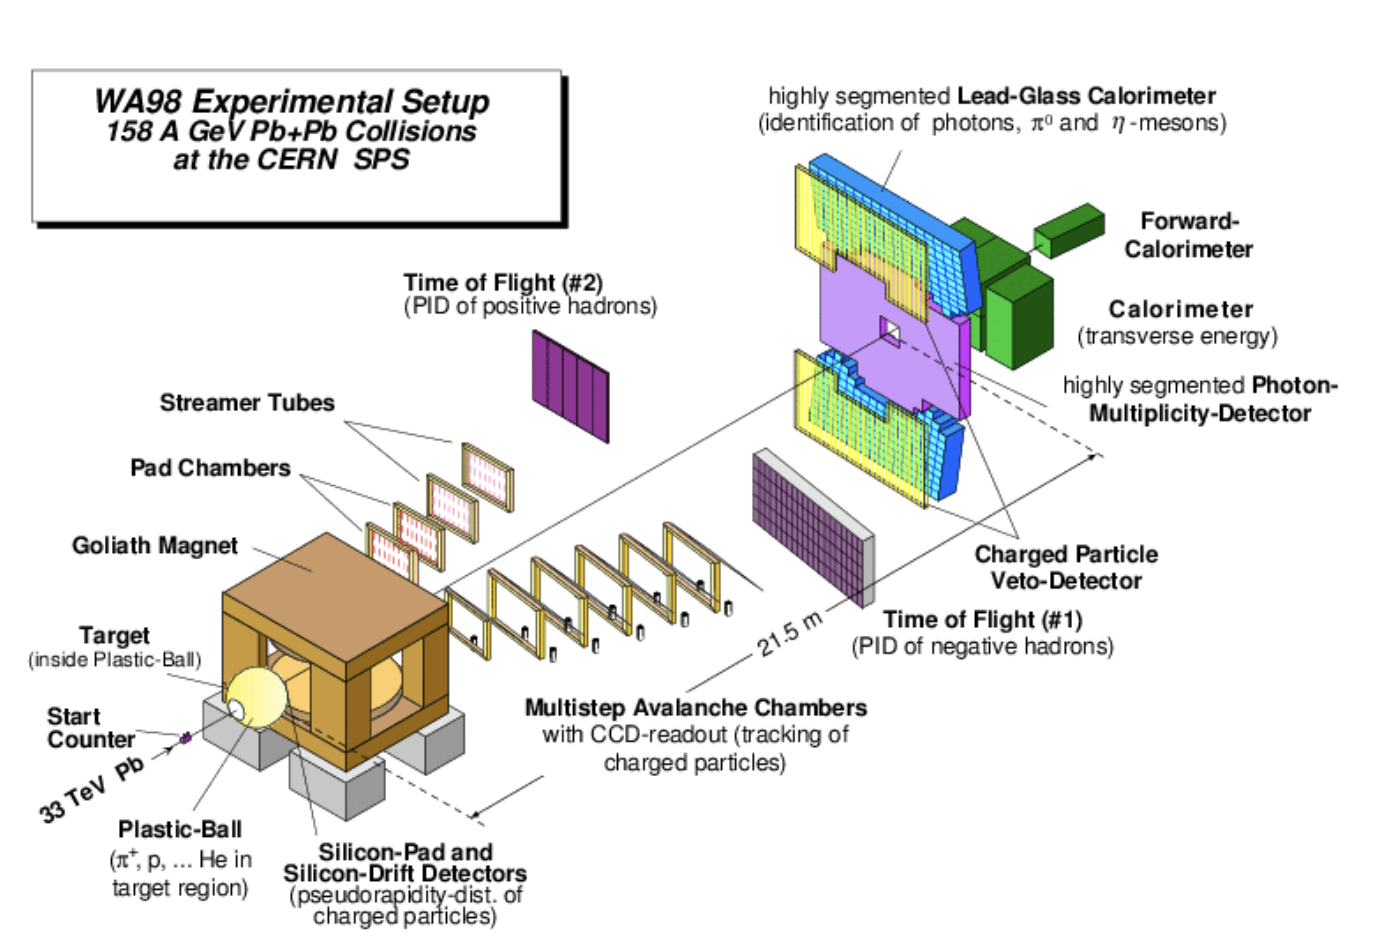 WA98 Experimental Setup
158 A GeV Pb+Pb Collisions
at the CERN SPS
highly segmented Lead-Glass Calorimeter
(identification of photons, π⁰ and η -mesons)
Forward-
Calorimeter
Time of Flight (#2)
(PID of positive hadrons)
Calorimeter
(transverse energy)
highly segmented Photon-
Multiplicity-Detector
Streamer Tubes
Pad Chambers
Goliath Magnet
Charged Particle
Veto-Detector
Time of Flight (#1)
(PID of negative hadrons)
21.5 m
Target
(inside Plastic-Ball)
Start
Counter
33 TeV Pb
Multistep Avalanche Chambers
with CCD-readout (tracking of
charged particles)
Plastic-Ball
(π⁺, p, ... He in
target region)
Silicon-Pad and
Silicon-Drift Detectors
(pseudorapidity-dist. of
charged particles)